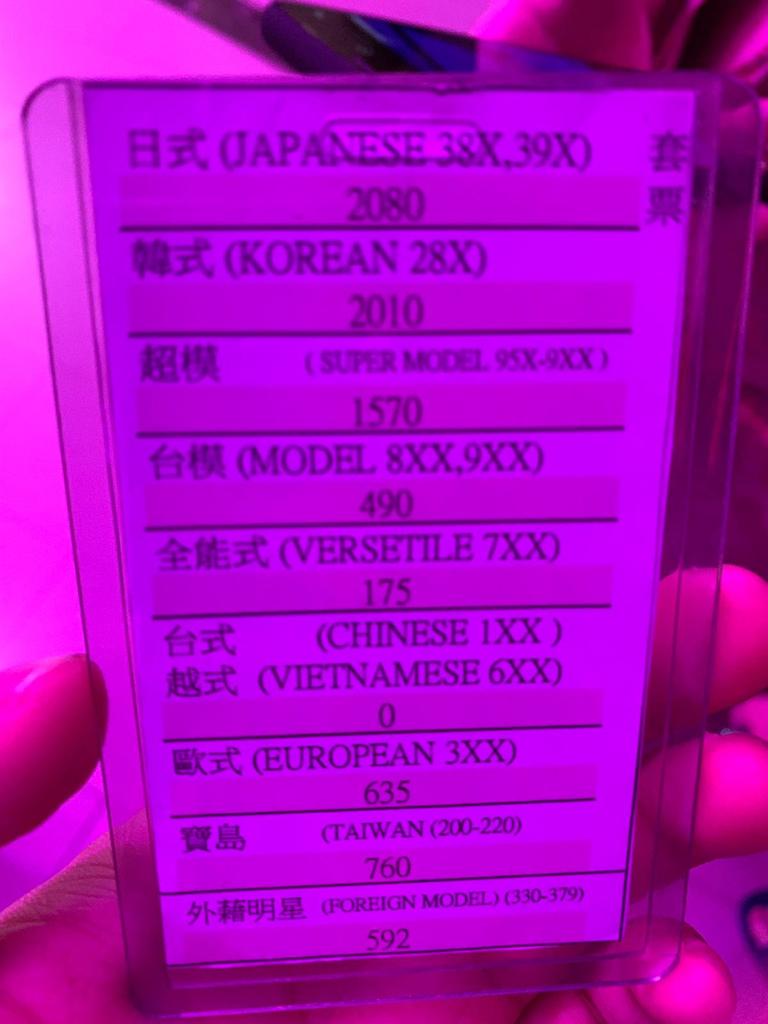 日式 (JAPANESE 38X,39X)
套票
2080
韓式 (KOREAN 28X)
2010
超模 ( SUPER MODEL 95X-9XX )
1570
台模 (MODEL 8XX,9XX)
490
全能式 (VERSETILE 7XX)
175
台式 (CHINESE 1XX )
越式 (VIETNAMESE 6XX)
0
歐式 (EUROPEAN 3XX)
635
寶島 (TAIWAN (200-220)
760
外藉明星 (FOREIGN MODEL) (330-379)
592